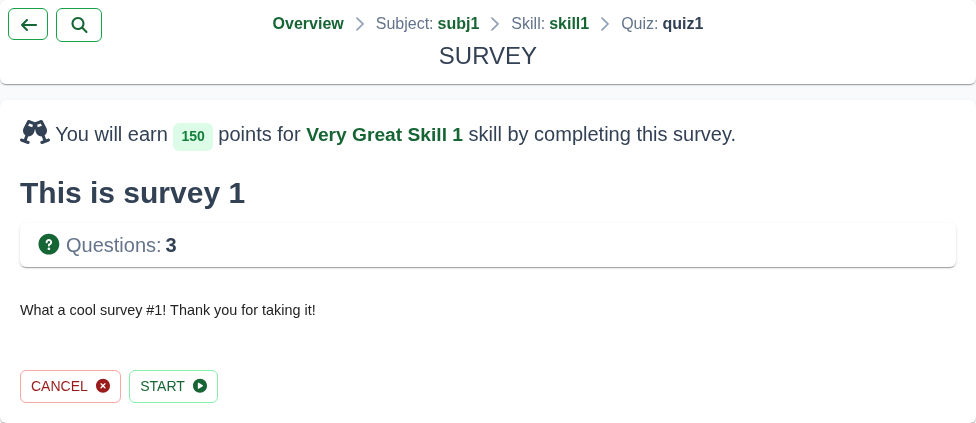 Overview Subject: subj1 Skill: skill1 Quiz: quiz1
SURVEY
You will earn 150 points for Very Great Skill 1 skill by completing this survey.
This is survey 1
Questions: 3
What a cool survey #1! Thank you for taking it!
CANCEL START